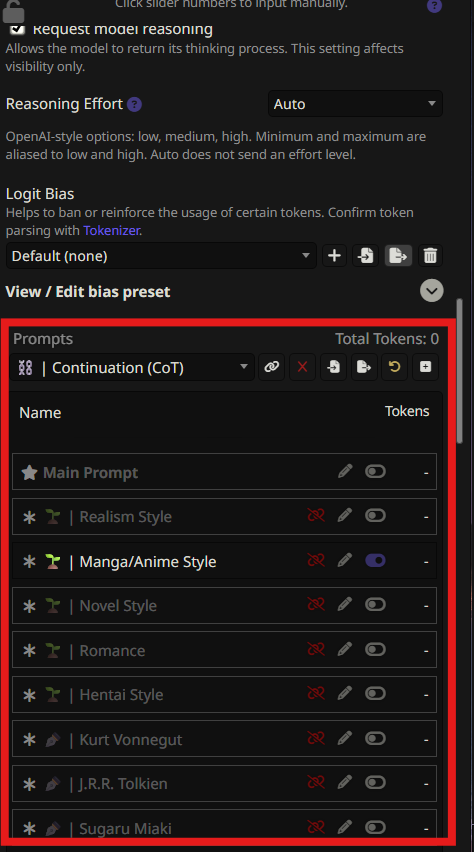 Click slider numbers to input manually.
Request model reasoning
Allows the model to return its thinking process. This setting affects
visibility only.
Reasoning Effort ?
Auto
OpenAI-style options: low, medium, high. Minimum and maximum are
aliased to low and high. Auto does not send an effort level.
Logit Bias
Helps to ban or reinforce the usage of certain tokens. Confirm token
parsing with Tokenizer.
Default (none)
View / Edit bias preset
Prompts Total Tokens: 0
⛓️ | Continuation (CoT)
Name Tokens
Main Prompt -
🌱 | Realism Style -
🌱 | Manga/Anime Style -
🌱 | Novel Style -
🌱 | Romance -
🌱 | Hentai Style -
✒️ | Kurt Vonnegut -
✒️ | J.R.R. Tolkien -
✒️ | Sugaru Miaki -